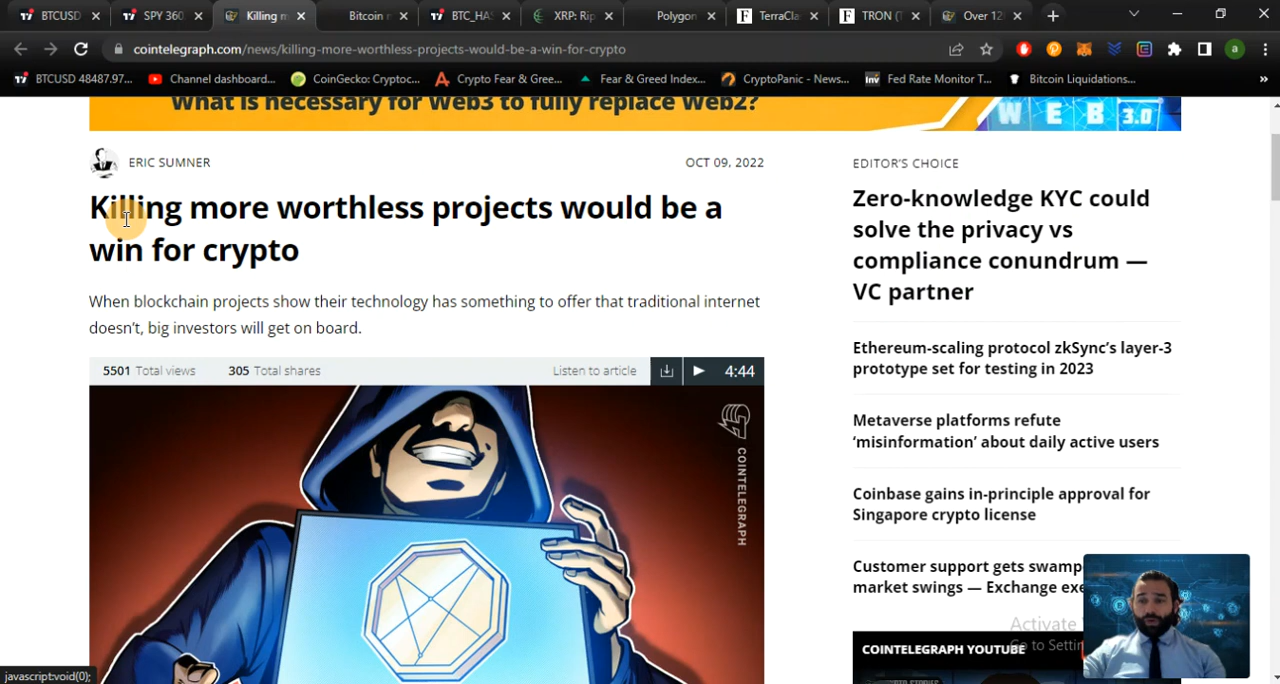 BTCUSD
SPY 360.
Killing m
Bitcoin m
BTC_HA
XRP: Rip
Polygon
TerraCla
TRON (T
Over 12
cointelegraph.com/news/killing-more-worthless-projects-would-be-a-win-for-crypto
a
BTCUSD 48487.97...
Channel dashboard...
CoinGecko: Cryptoc...
Crypto Fear & Gree...
Fear & Greed Index...
CryptoPanic - News...
Inv
Fed Rate Monitor T...
Bitcoin Liquidations...
»
What is necessary for Web3 to fully replace Web2?
WEB 3.0
ERIC SUMNER
OCT 09, 2022
Killing more worthless projects would be a
win for crypto
When blockchain projects show their technology has something to offer that traditional internet
doesn't, big investors will get on board.
5501 Total views
305 Total shares
Listen to article
4:44
COINTELEGRAPH
EDITOR'S CHOICE
Zero-knowledge KYC could
solve the privacy vs
compliance conundrum —
VC partner
Ethereum-scaling protocol zkSync's layer-3
prototype set for testing in 2023
Metaverse platforms refute
‘misinformation’ about daily active users
Coinbase gains in-principle approval for
Singapore crypto license
Customer support gets swamp
market swings — Exchange exe
Activate
Go to Settin
COINTELEGRAPH YOUTUBE
javascript:void(0);